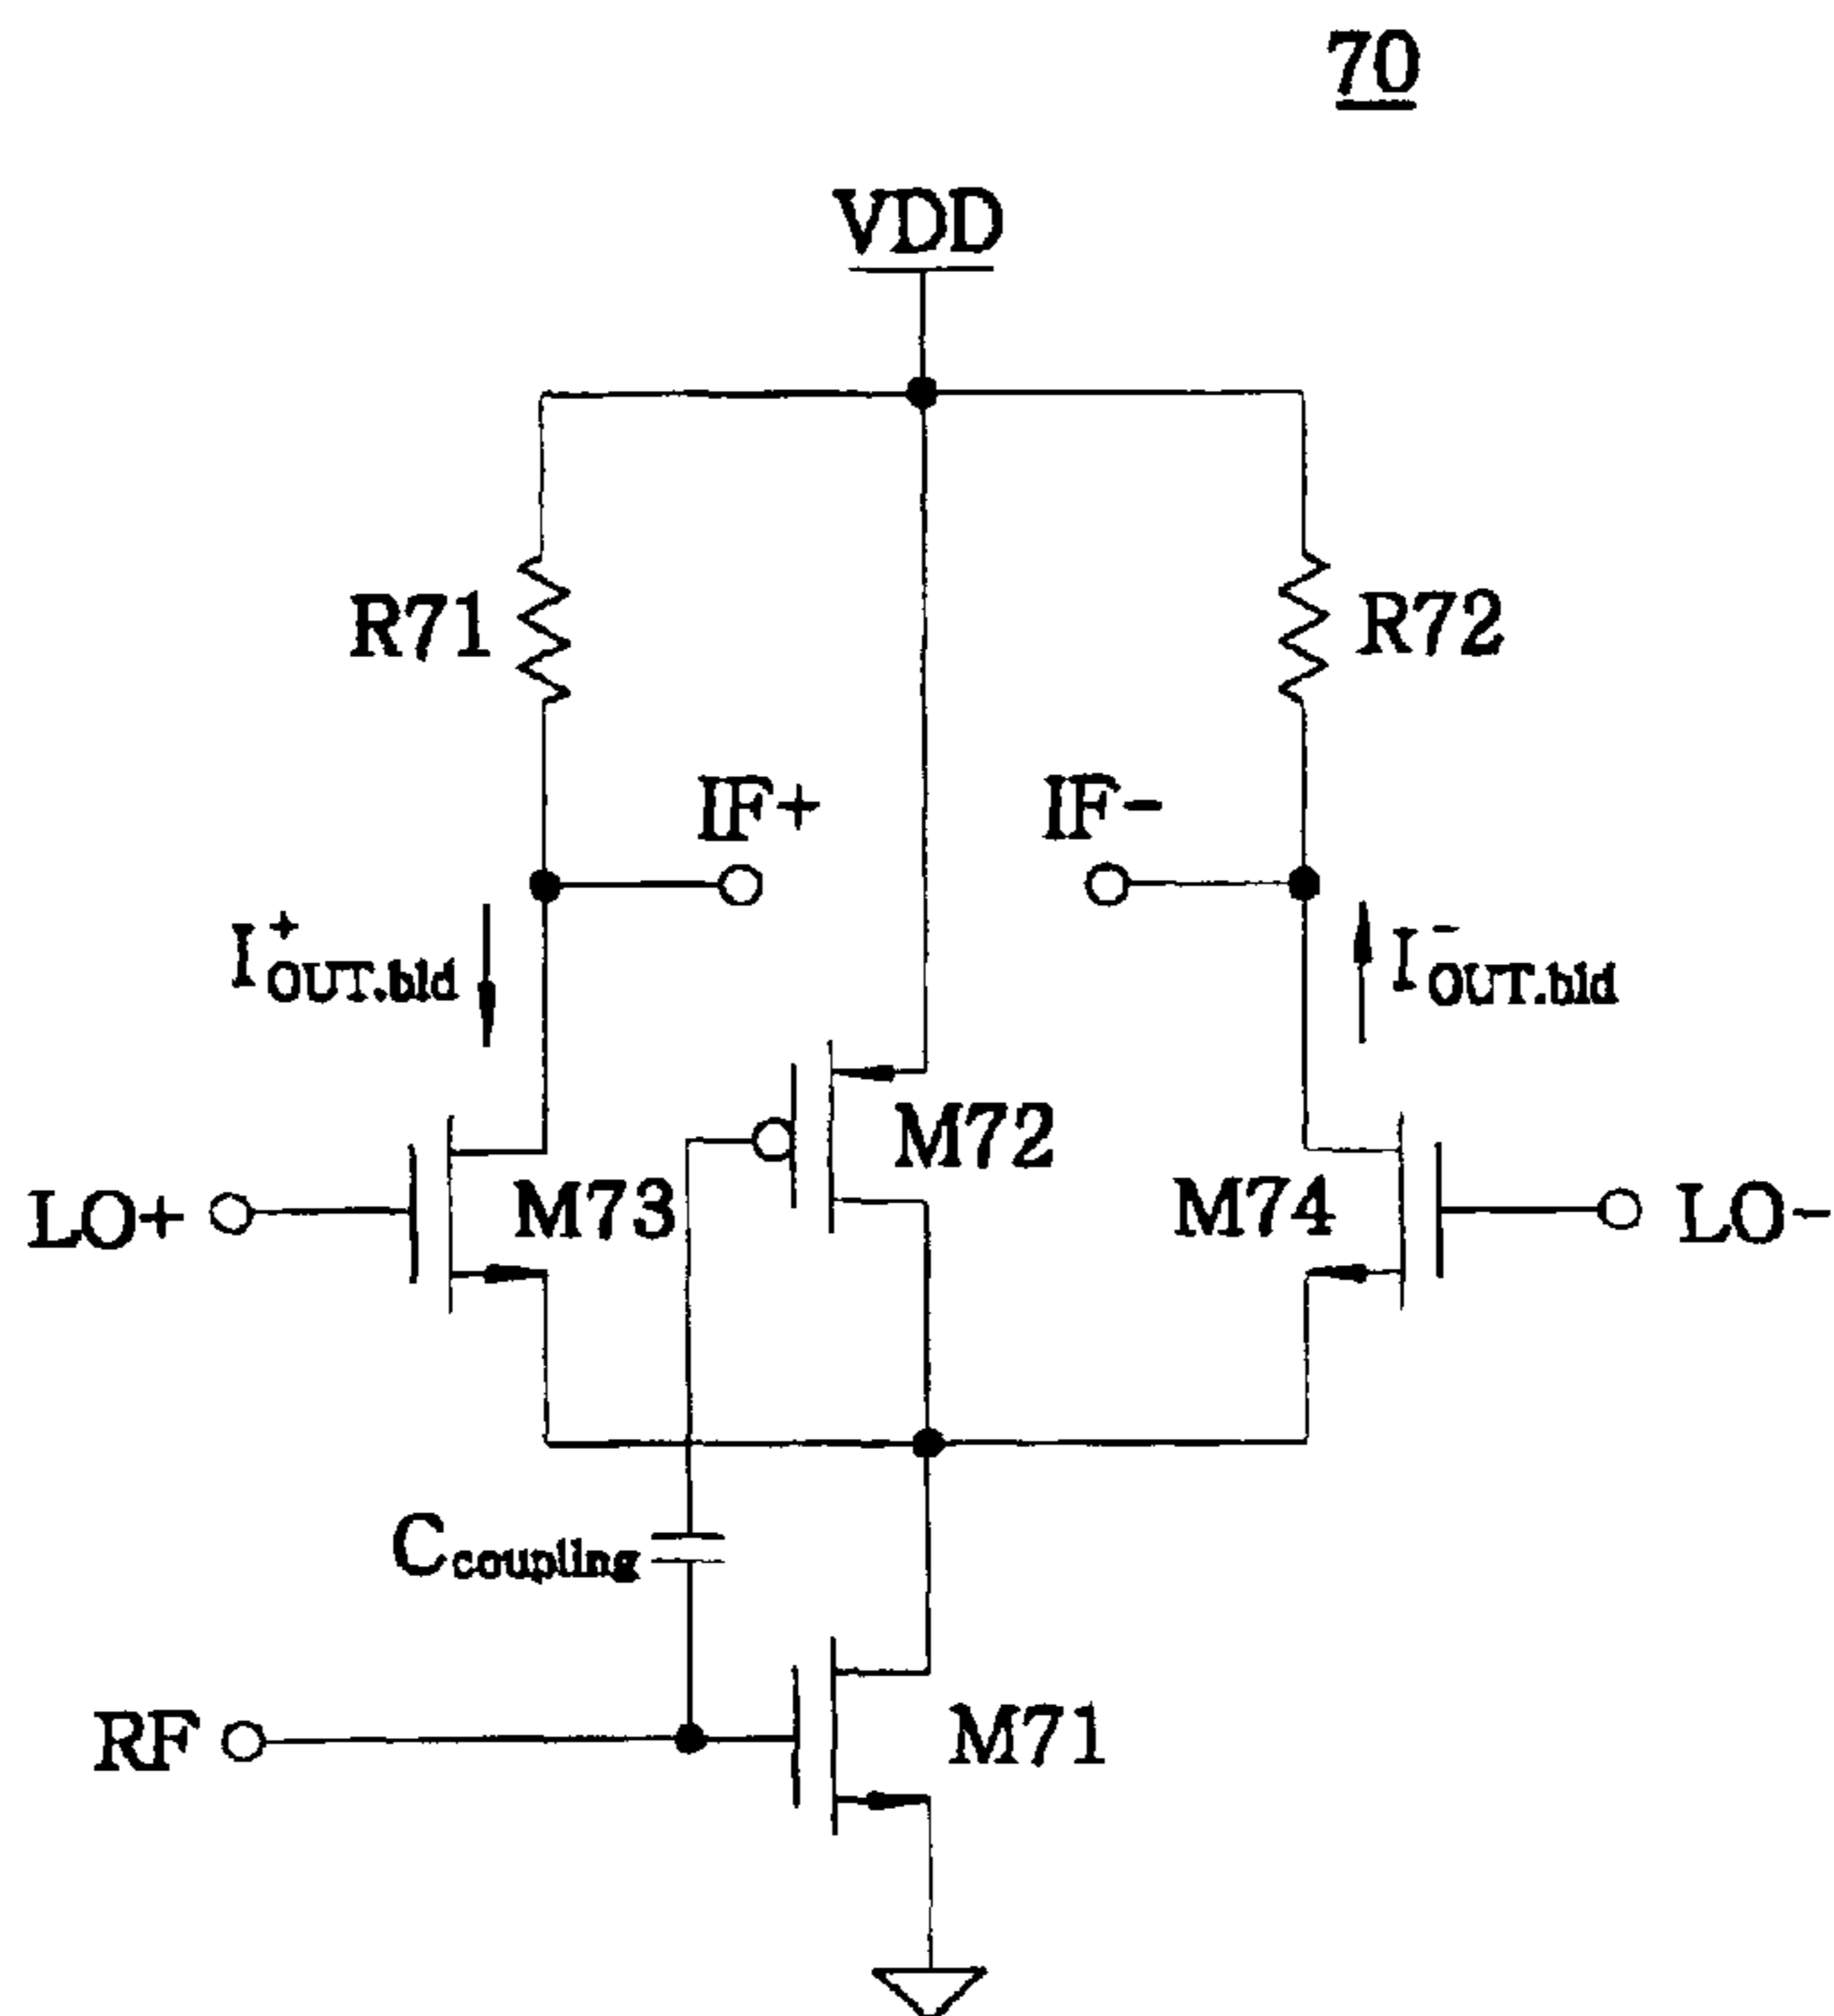 70
VDD
R71
R72
IF+
IF-
I+OUT.bld
I-OUT.bld
M72
LO+
M73
M74
LO-
Ccoupling
RF
M71